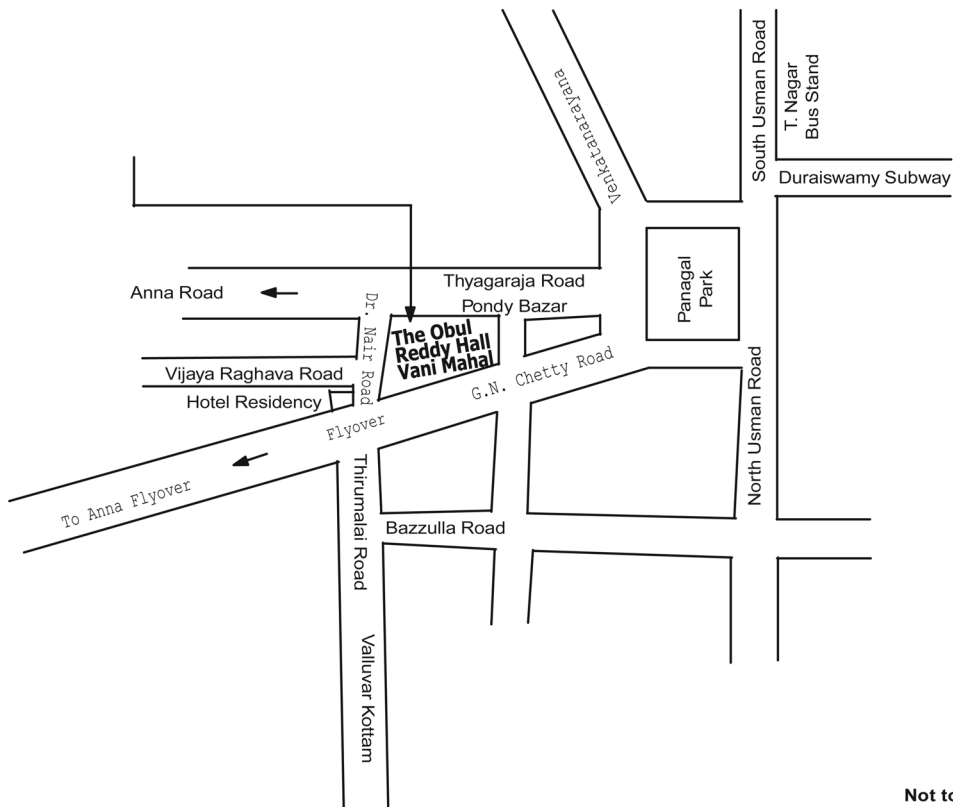 Venkatanarayana
South Usman Road
T. Nagar
Bus Stand
Duraiswamy Subway
Thyagaraja Road
Anna Road
Pondy Bazar
Panagal
Park
Dr. Nair Road
The Obul
Reddy Hall
Vani Mahal
G.N. Chetty Road
Vijaya Raghava Road
Hotel Residency
Flyover
North Usman Road
To Anna Flyover
Thirumalai Road
Bazzulla Road
Valluvar Kottam
Not to